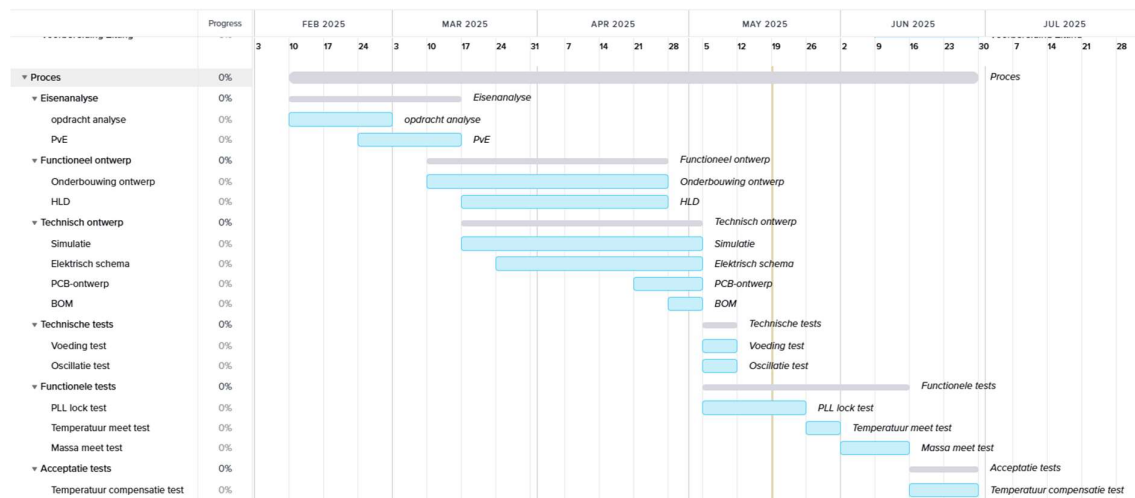 Progress FEB 2025 MAR 2025 APR 2025 MAY 2025 JUN 2025 JUL 2025
3 10 17 24 3 10 17 24 31 7 14 21 28 5 12 19 26 2 9 16 23 30 7 14 21 28
Proces 0% Proces
Eisenanalyse 0% Eisenanalyse
opdracht analyse 0% opdracht analyse
PvE 0% PvE
Functioneel ontwerp 0% Functioneel ontwerp
Onderbouwing ontwerp 0% Onderbouwing ontwerp
HLD 0% HLD
Technisch ontwerp 0% Technisch ontwerp
Simulatie 0% Simulatie
Elektrisch schema 0% Elektrisch schema
PCB-ontwerp 0% PCB-ontwerp
BOM 0% BOM
Technische tests 0% Technische tests
Voeding test 0% Voeding test
Oscillatie test 0% Oscillatie test
Functionele tests 0% Functionele tests
PLL lock test 0% PLL lock test
Temperatuur meet test 0% Temperatuur meet test
Massa meet test 0% Massa meet test
Acceptatie tests 0% Acceptatie tests
Temperatuur compensatie test 0% Temperatuur compensatie test